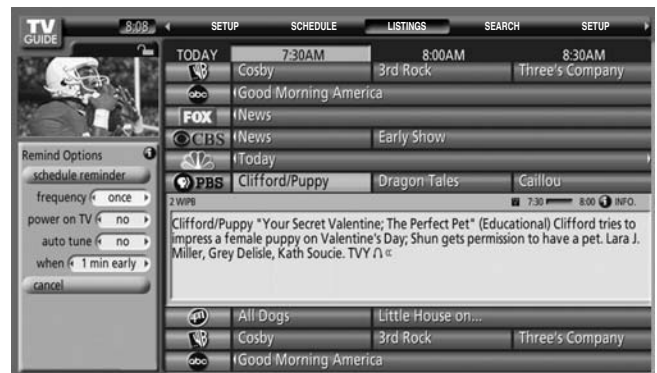 TV GUIDE
8:08
SETUP SCHEDULE LISTINGS SEARCH SETUP
TODAY 7:30AM 8:00AM 8:30AM
WB Cosby 3rd Rock Three's Company
abc Good Morning America
FOX News
CBS News Early Show
Today
PBS Clifford/Puppy Dragon Tales Caillou
Remind Options
schedule reminder
frequency once
power on TV no
auto tune no
when 1 min early
cancel
2 WIPB 7:30 8:00 INFO.
Clifford/Puppy "Your Secret Valentine; The Perfect Pet" (Educational) Clifford tries to
impress a female puppy on Valentine's Day; Shun gets permission to have a pet. Lara J.
Miller, Grey Delisle, Kath Soucie. TVY
All Dogs Little House on...
WB Cosby 3rd Rock Three's Company
abc Good Morning America